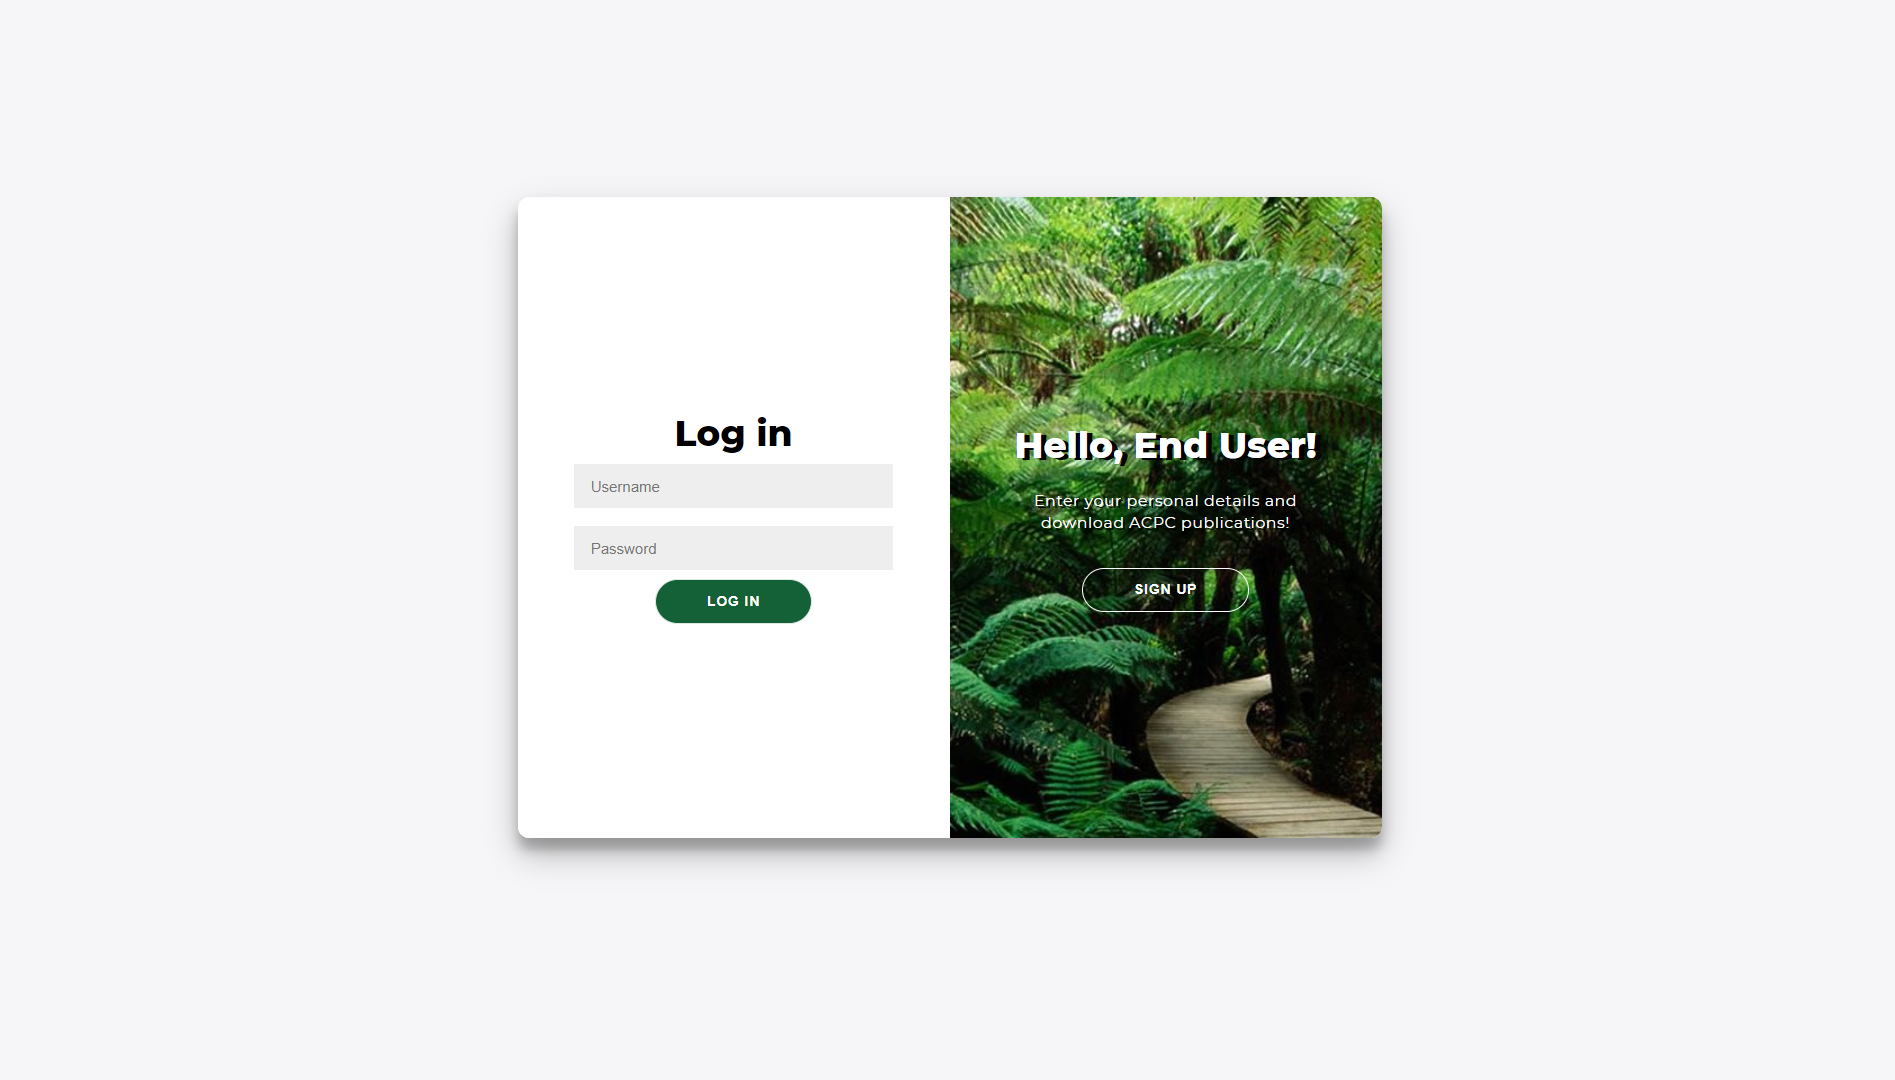 Log in
Username
Password
LOG IN
Hello, End User!
Enter your personal details and
download ACPC publications!
SIGN UP